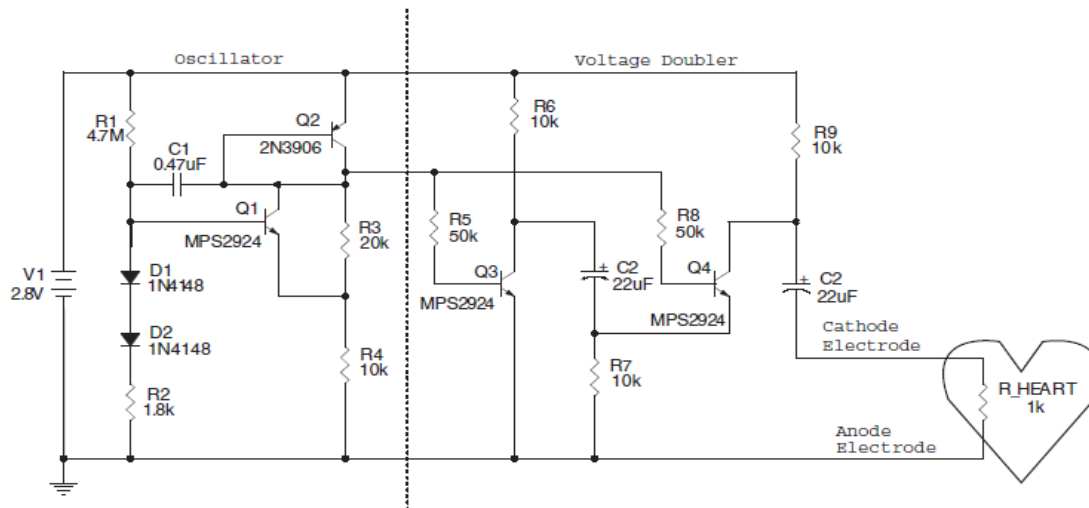 Oscillator
Voltage Doubler
R1
4.7M
C1
0.47uF
Q2
2N3906
R6
10k
R9
10k
Q1
MPS2924
R3
20k
R5
50k
R8
50k
V1
2.8V
D1
1N4148
Q3
MPS2924
C2
22uF
Q4
MPS2924
C2
22uF
D2
1N4148
R2
1.8k
R4
10k
R7
10k
Cathode
Electrode
R_HEART
1k
Anode
Electrode
+
+